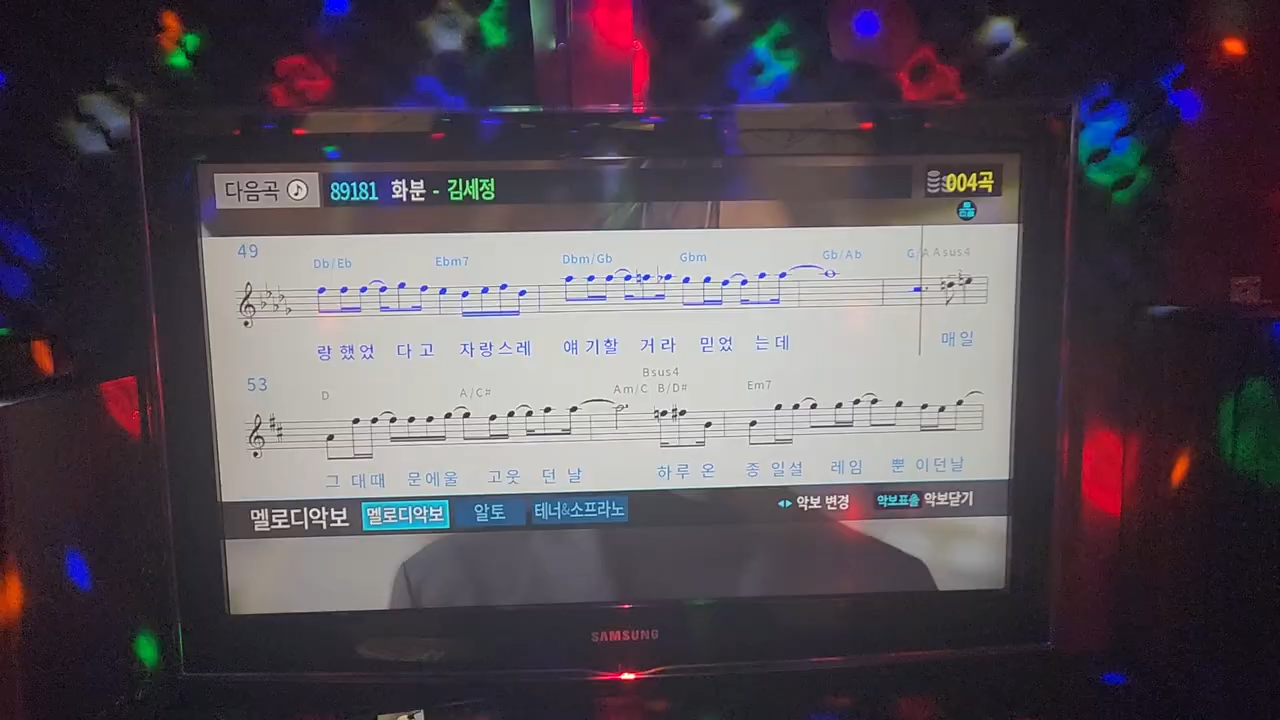 다음곡 89181 화분 - 김세정 004곡
49
Db/Eb Ebm7 Dbm/Gb Gbm Gb/Ab G/A Asus4
랑 했었 다고 자랑스레 얘기할 거라 믿었 는데 매일
53
Bsus4
D A/C# Am/C B/D# Em7
그 대때 문에울 고웃 던 날 하루 온 종 일설 레임 뿐 이던날
멜로디악보 멜로디악보 알토 테너&소프라노 악보 변경 악보표출 악보닫기
SAMSUNG